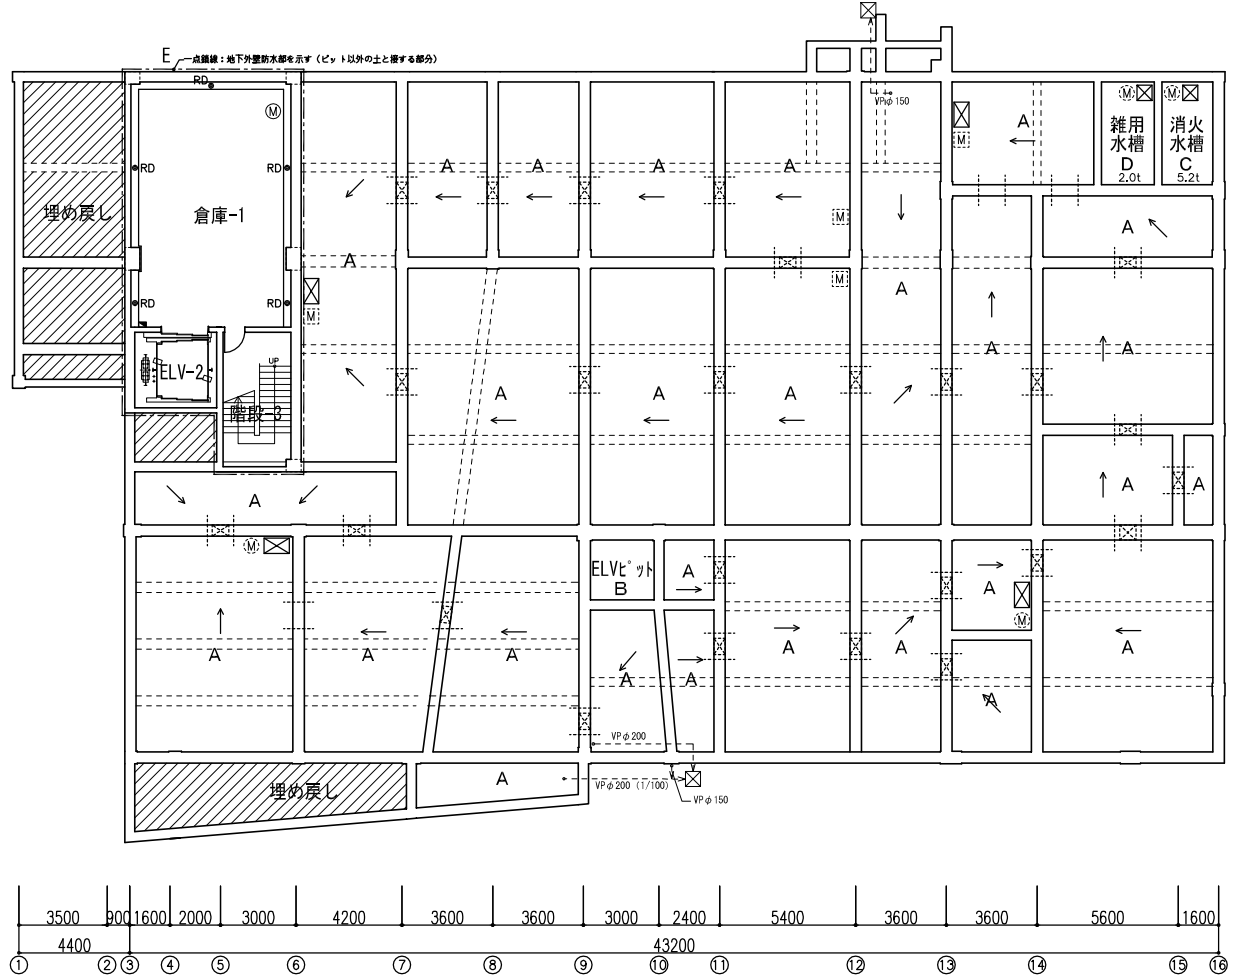 E
点鎖線：地下外壁防水部を示す（ピット以外の土と接する部分）
RD
M
VPφ150
M
M
雑用
水槽
D
2.0t
消火
水槽
C
5.2t
A
M
RD
RD
A
A
A
A
埋め戻し
倉庫-1
M
A
A
RD
RD
M
A
M
A
UP
ELV-2
A
A
階段-3
A
A
A
A
A
A
M
ELVピット
B
A
A
M
A
A
A
A
A
A
A
A
A
VPφ200
埋め戻し
A
VPφ200（1/100）
VPφ150
3500 900 1600 2000 3000 4200 3600 3600 3000 2400 5400 3600 3600 5600 1600
4400 43200
① ② ③ ④ ⑤ ⑥ ⑦ ⑧ ⑨ ⑩ ⑪ ⑫ ⑬ ⑭ ⑮ ⑯